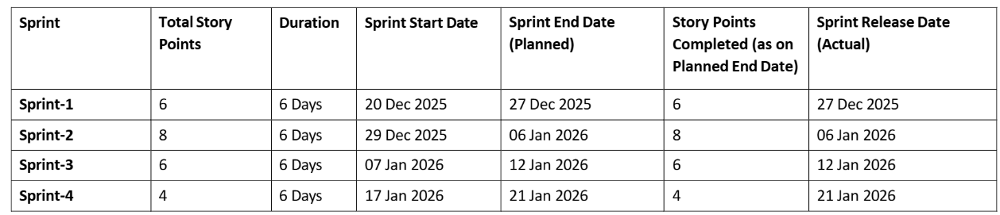 Sprint Total Story Points Duration Sprint Start Date Sprint End Date (Planned) Story Points Completed (as on Planned End Date) Sprint Release Date (Actual)
Sprint-1 6 6 Days 20 Dec 2025 27 Dec 2025 6 27 Dec 2025
Sprint-2 8 6 Days 29 Dec 2025 06 Jan 2026 8 06 Jan 2026
Sprint-3 6 6 Days 07 Jan 2026 12 Jan 2026 6 12 Jan 2026
Sprint-4 4 6 Days 17 Jan 2026 21 Jan 2026 4 21 Jan 2026